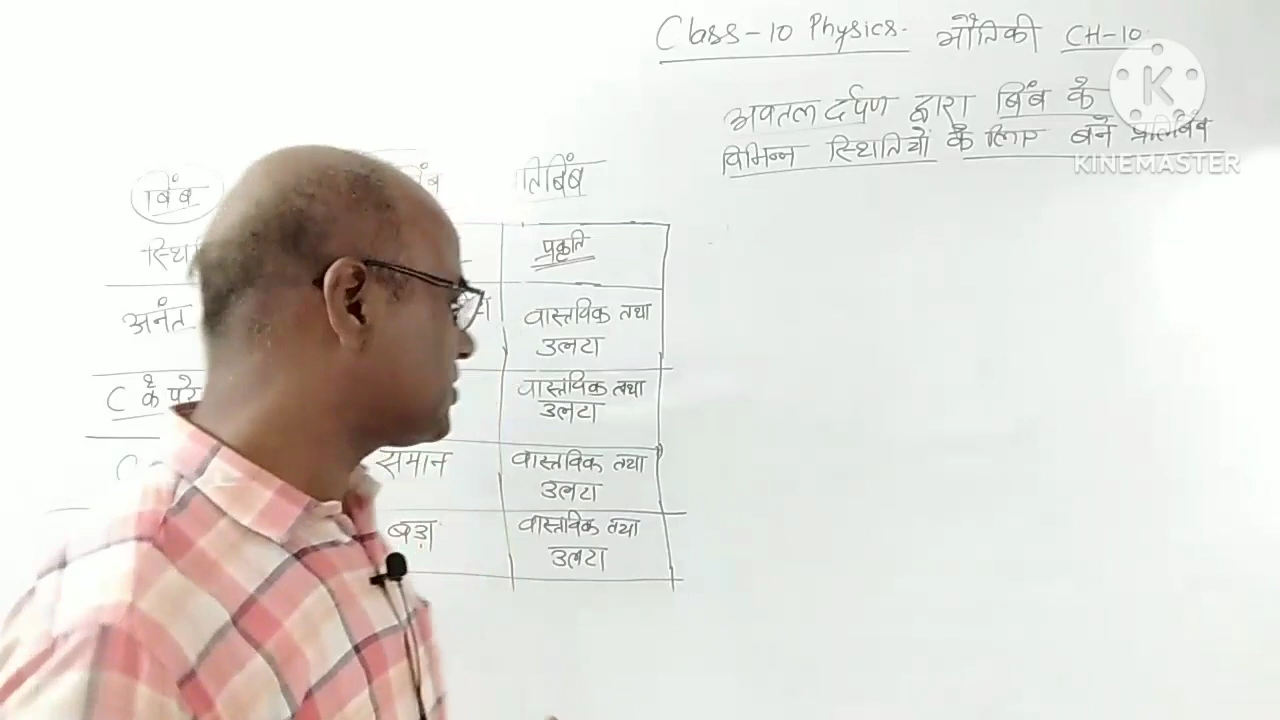 Class-10 Physics. भौतिकी CH-10
अवतल दर्पण द्वारा बिंब के
विभिन्न स्थितियों के लिए बने प्रतिबिंब
K
KINEMASTER
बिंब
प्रकृति
अनंत वास्तविक तथा
उलटा
C के परे वास्तविक तथा
उलटा
C समान वास्तविक तथा
उलटा
बड़ा वास्तविक तथा
उलटा